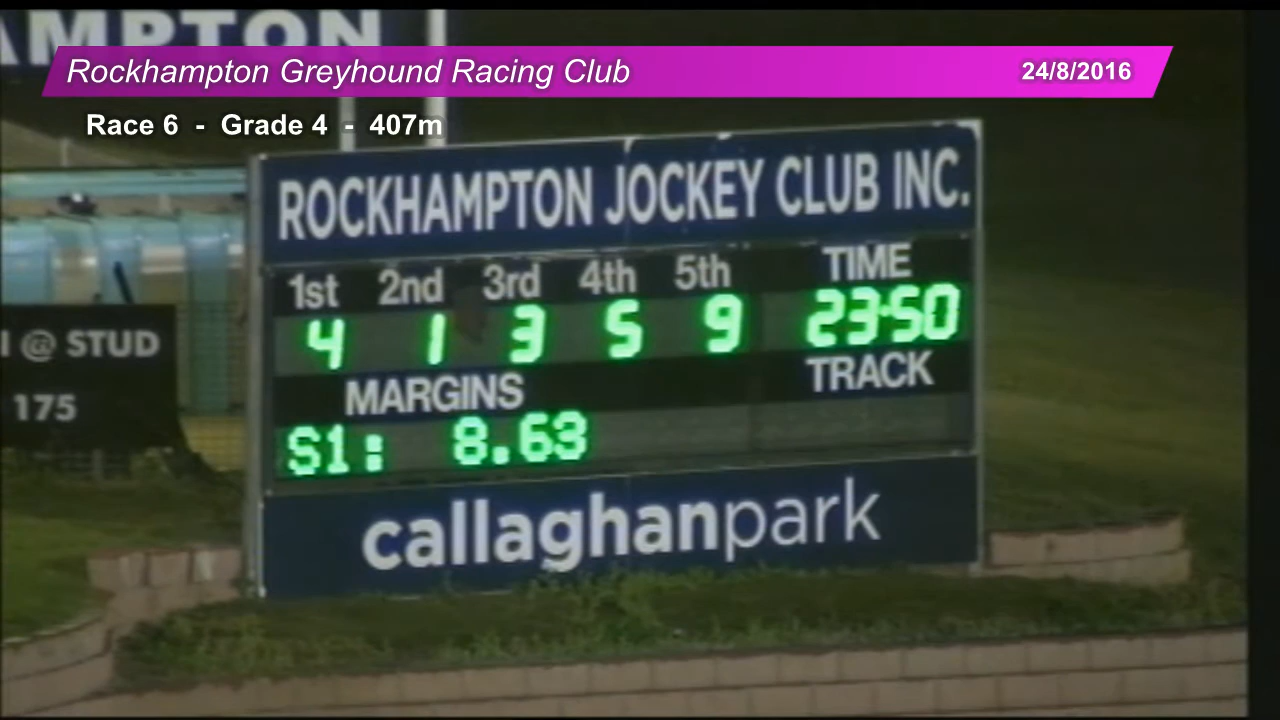 AMPTON
Rockhampton Greyhound Racing Club 24/8/2016
Race 6 - Grade 4 - 407m
ROCKHAMPTON JOCKEY CLUB INC.
1st 2nd 3rd 4th 5th TIME
4 1 3 5 9 23.50
MARGINS TRACK
S1: 8.63
callaghanpark
@ STUD
175